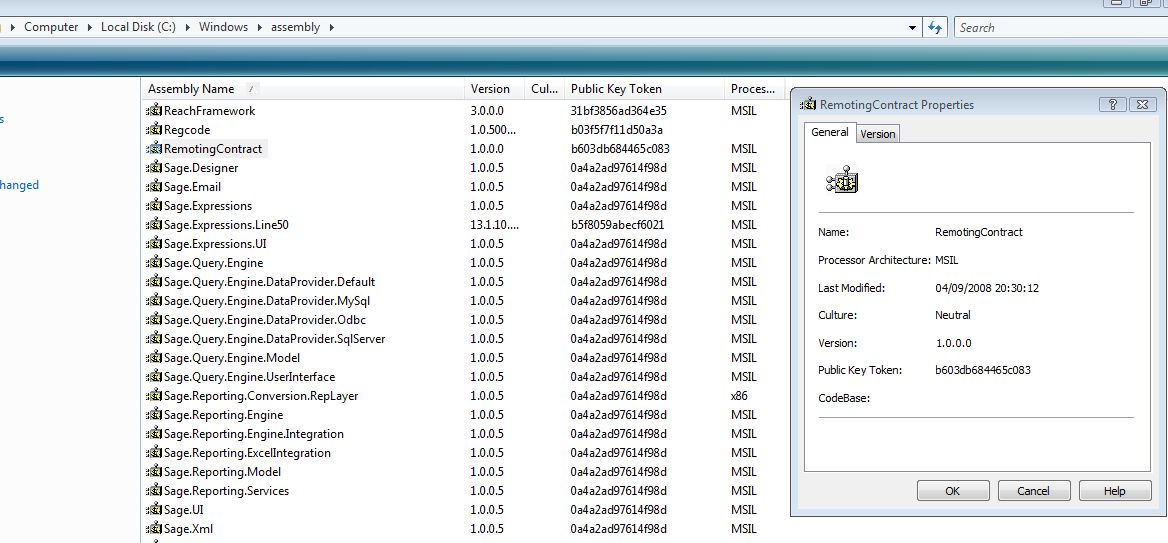 Computer Local Disk (C:) Windows assembly Search
Assembly Name Version Cul... Public Key Token Proces...
ReachFramework 3.0.0.0 31bf3856ad364e35 MSIL
Regcode 1.0.500... b03f5f7f11d50a3a
RemotingContract 1.0.0.0 b603db684465c083 MSIL
Sage.Designer 1.0.0.5 0a4a2ad97614f98d MSIL
Sage.Email 1.0.0.5 0a4a2ad97614f98d MSIL
Sage.Expressions 1.0.0.5 0a4a2ad97614f98d MSIL
Sage.Expressions.Line50 13.1.10.... b5f8059abecf6021 MSIL
Sage.Expressions.UI 1.0.0.5 0a4a2ad97614f98d MSIL
Sage.Query.Engine 1.0.0.5 0a4a2ad97614f98d MSIL
Sage.Query.Engine.DataProvider.Default 1.0.0.5 0a4a2ad97614f98d MSIL
Sage.Query.Engine.DataProvider.MySql 1.0.0.5 0a4a2ad97614f98d MSIL
Sage.Query.Engine.DataProvider.Odbc 1.0.0.5 0a4a2ad97614f98d MSIL
Sage.Query.Engine.DataProvider.SqlServer 1.0.0.5 0a4a2ad97614f98d MSIL
Sage.Query.Engine.Model 1.0.0.5 0a4a2ad97614f98d MSIL
Sage.Query.Engine.UserInterface 1.0.0.5 0a4a2ad97614f98d MSIL
Sage.Reporting.Conversion.RepLayer 1.0.0.5 0a4a2ad97614f98d x86
Sage.Reporting.Engine 1.0.0.5 0a4a2ad97614f98d MSIL
Sage.Reporting.Engine.Integration 1.0.0.5 0a4a2ad97614f98d MSIL
Sage.Reporting.ExcelIntegration 1.0.0.5 0a4a2ad97614f98d MSIL
Sage.Reporting.Model 1.0.0.5 0a4a2ad97614f98d MSIL
Sage.Reporting.Services 1.0.0.5 0a4a2ad97614f98d MSIL
Sage.UI 1.0.0.5 0a4a2ad97614f98d MSIL
Sage.Xml 1.0.0.5 0a4a2ad97614f98d MSIL
s
hanged
RemotingContract Properties
General Version
Name: RemotingContract
Processor Architecture: MSIL
Last Modified: 04/09/2008 20:30:12
Culture: Neutral
Version: 1.0.0.0
Public Key Token: b603db684465c083
CodeBase:
OK Cancel Help